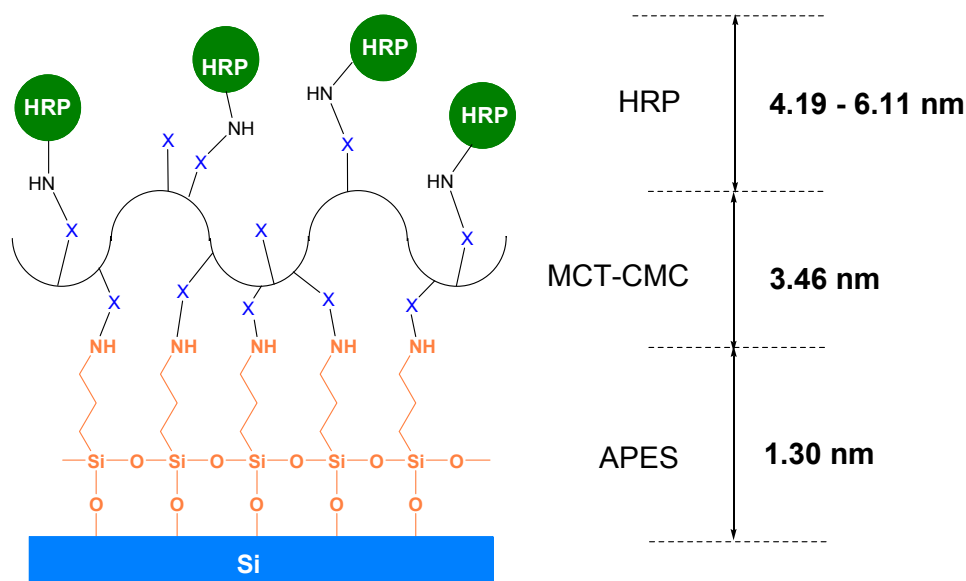 HRP
HRP
HRP
HRP
HN
NH
HN
HN
X
X
X
X
X
X
X
X
X
X
X
X
NH
NH
NH
NH
NH
Si
O
Si
O
Si
O
Si
O
Si
O
O
O
O
O
O
Si
HRP
4.19 - 6.11 nm
MCT-CMC
3.46 nm
APES
1.30 nm